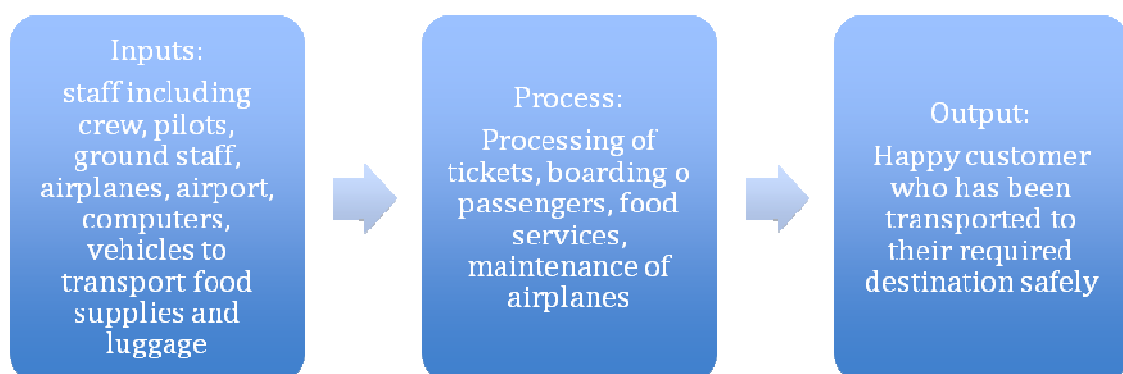 Inputs:
staff including
crew, pilots,
ground staff,
airplanes, airport,
computers,
vehicles to
transport food
supplies and
luggage
Process:
Processing of
tickets, boarding o
passengers, food
services,
maintenance of
airplanes
Output:
Happy customer
who has been
transported to
their required
destination safely